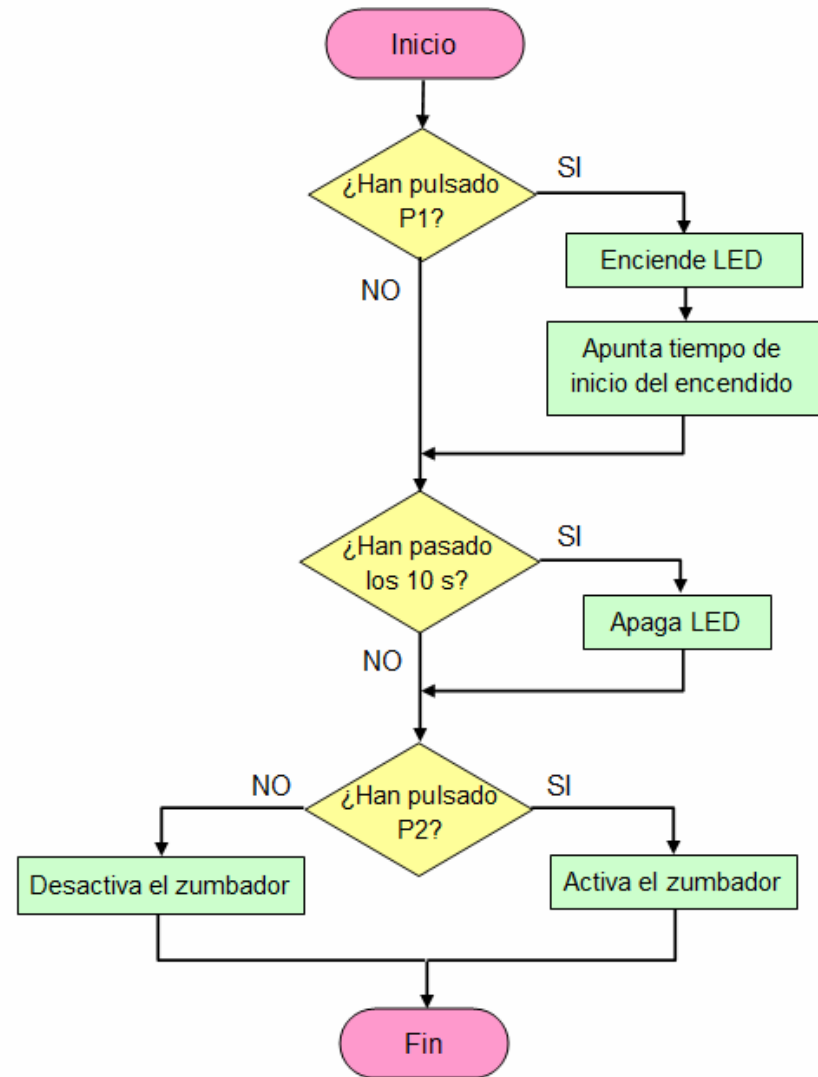 Inicio
¿Han pulsado
P1?
SI
NO
Enciende LED
Apunta tiempo de
inicio del encendido
¿Han pasado
los 10 s?
SI
NO
Apaga LED
¿Han pulsado
P2?
NO
SI
Desactiva el zumbador
Activa el zumbador
Fin